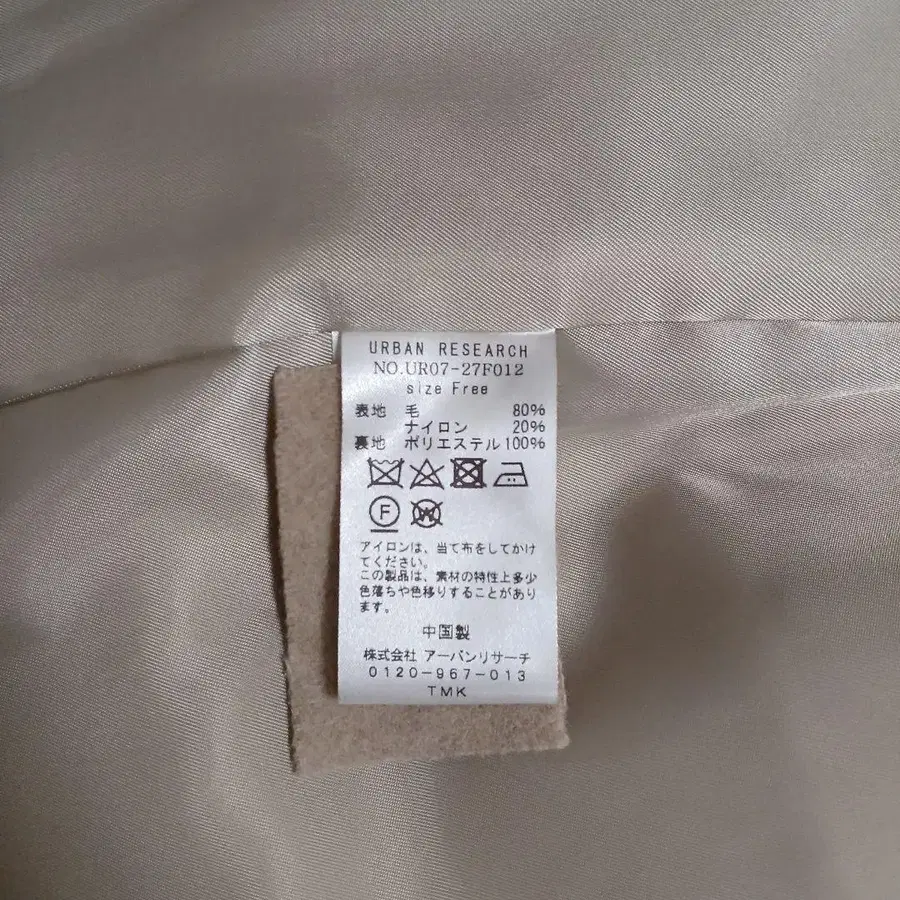 URBAN RESEARCH
NO.UR07-27F012
size Free
表地 毛 80%
ナイロン 20%
裏地 ポリエステル 100%
F
W
アイロンは、当て布をしてかけ
てください。
この製品は、素材の特性上多少
色落ちや色移りすることがあり
ます。
中国製
株式会社 アーバンリサーチ
0120-967-013
TMK